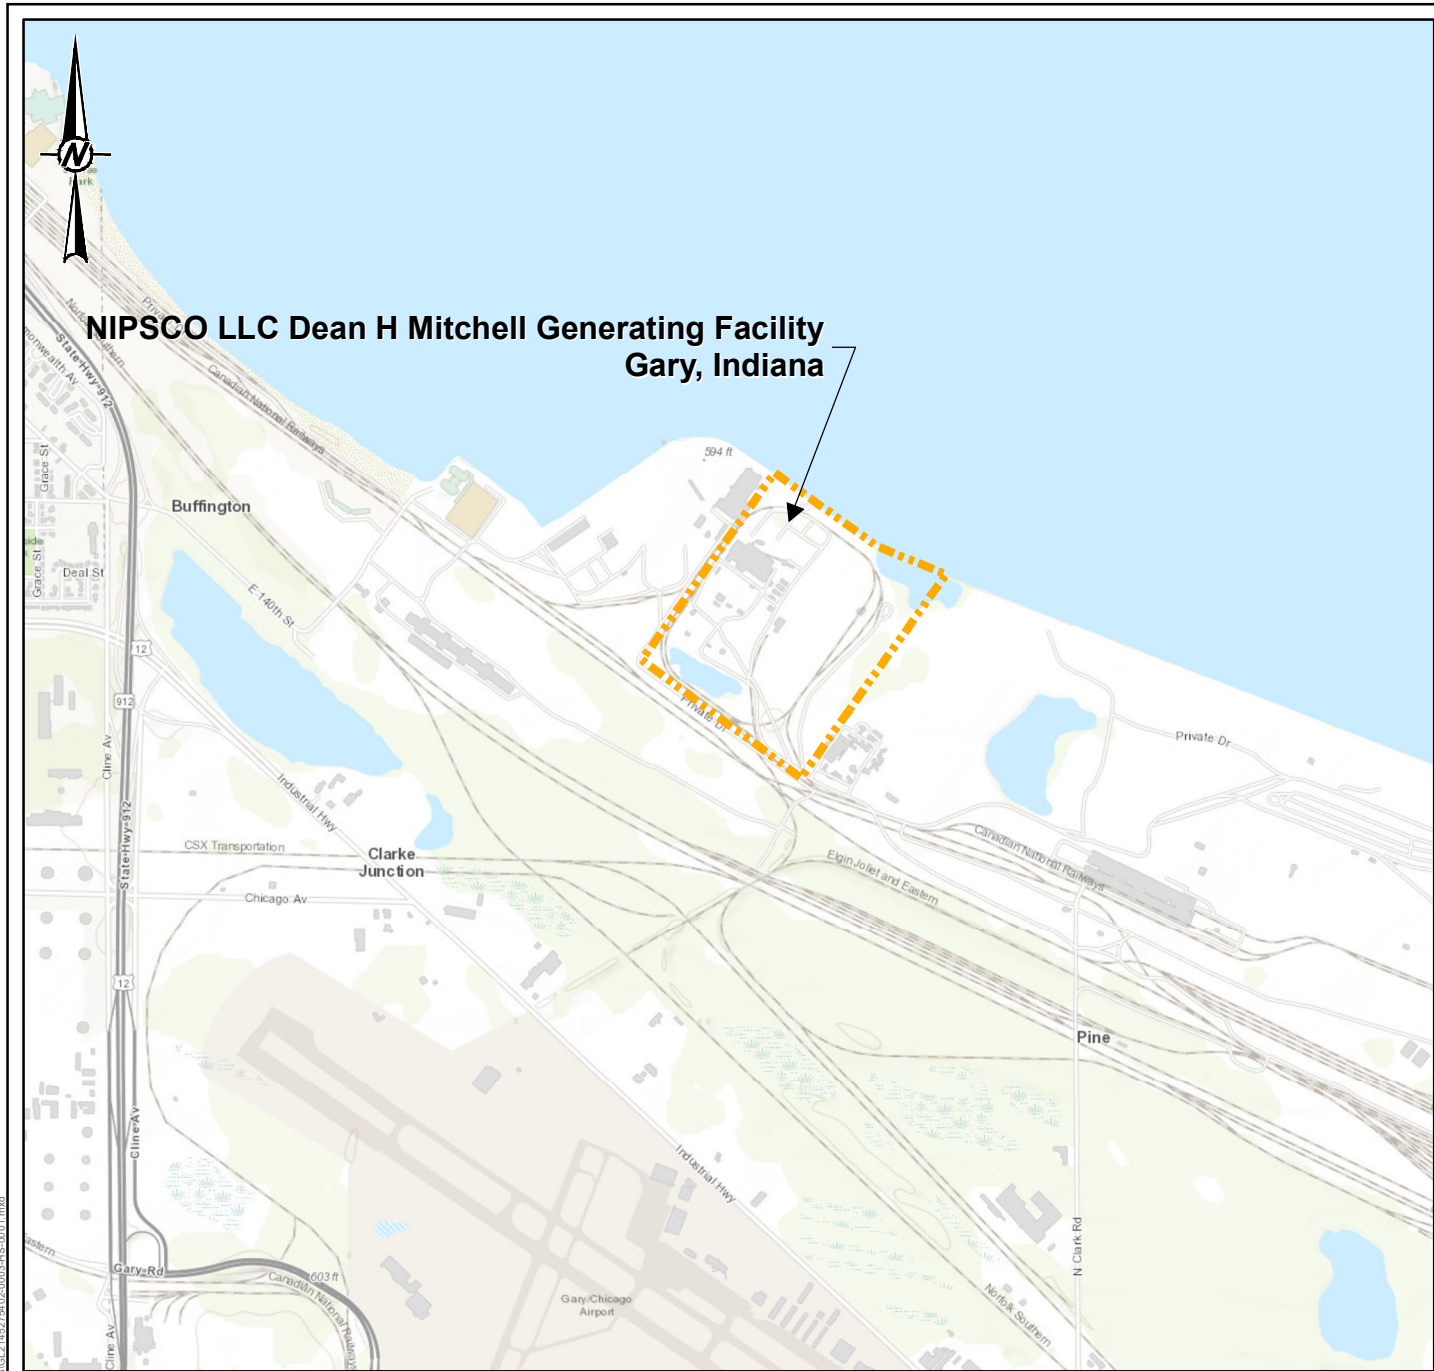 N
Park
NIPSCO LLC Dean H Mitchell Generating Facility
Gary, Indiana
Canadian National Railways
State Hwy 912
594 ft
Buffington
Grace St
Grace St
Deal St
E 140th St
12
912
Cline Av
Private Dr
Private Dr
Industrial Hwy
State Hwy 912
CSX Transportation
Clarke
Junction
Chicago Av
Elgin Joliet and Eastern
Canadian National Railways
12
Pine
Cline Av
Industrial Hwy
N Clark Rd
Gary Rd
603 ft
Canadian National Railways
Gary/Chicago
Airport
Norfolk Southern
Cline Av